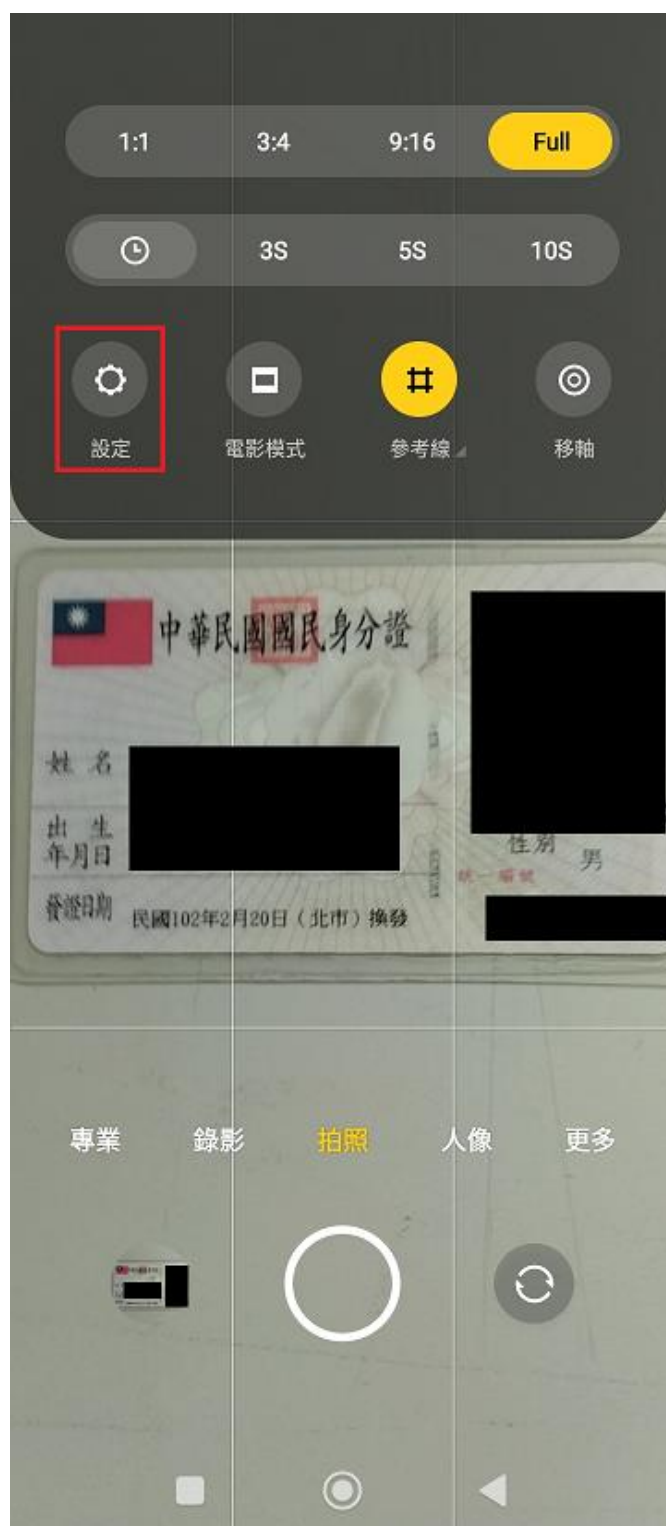 1:1 3:4 9:16 Full
3S 5S 10S
設定 電影模式 參考線 移軸
中華民國國民身分證
姓名
出生
年月日
性別 男
統一編號
發證日期 民國102年2月20日（北市）換發
專業 錄影 拍照 人像 更多